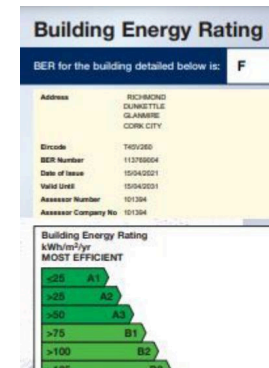 Building Energy Rating
BER for the building detailed below is: F
Address RICHMOND
DUNKETTLE
GLANMIRE
CORK CITY
Eircode T45V260
BER Number 113769004
Date of Issue 15/04/2021
Valid Until 15/04/2031
Assessor Number 101394
Assessor Company No 101394
Building Energy Rating
kWh/m²/yr
MOST EFFICIENT
≤25 A1
>25 A2
>50 A3
>75 B1
>100 B2